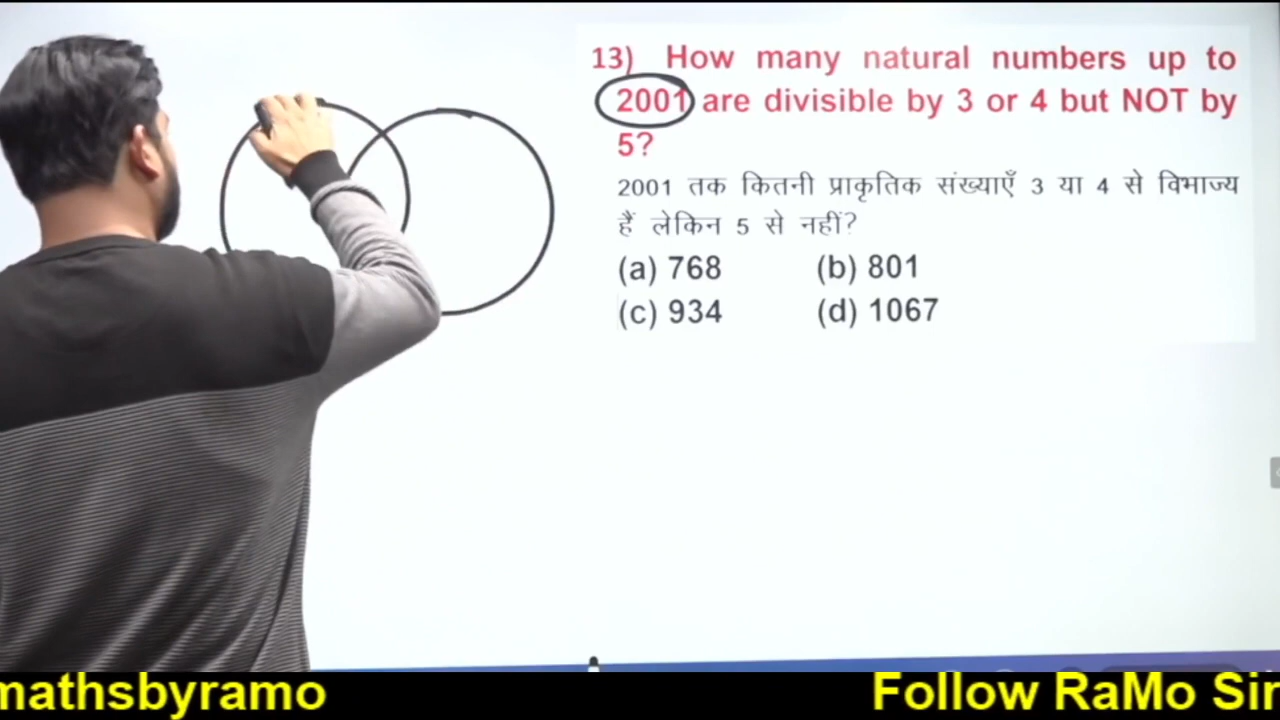 13) How many natural numbers up to
2001 are divisible by 3 or 4 but NOT by
5?
2001 तक कितनी प्राकृतिक संख्याएँ 3 या 4 से विभाज्य
हैं लेकिन 5 से नहीं?
(a) 768 (b) 801
(c) 934 (d) 1067
mathsbyramo Follow RaMo Sir